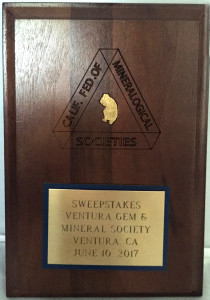 CALIF. FED. OF
MINERALOGICAL
SOCIETIES
SWEEPSTAKES
VENTURA GEM &
MINERAL SOCIETY
VENTURA, CA
JUNE 10, 2017